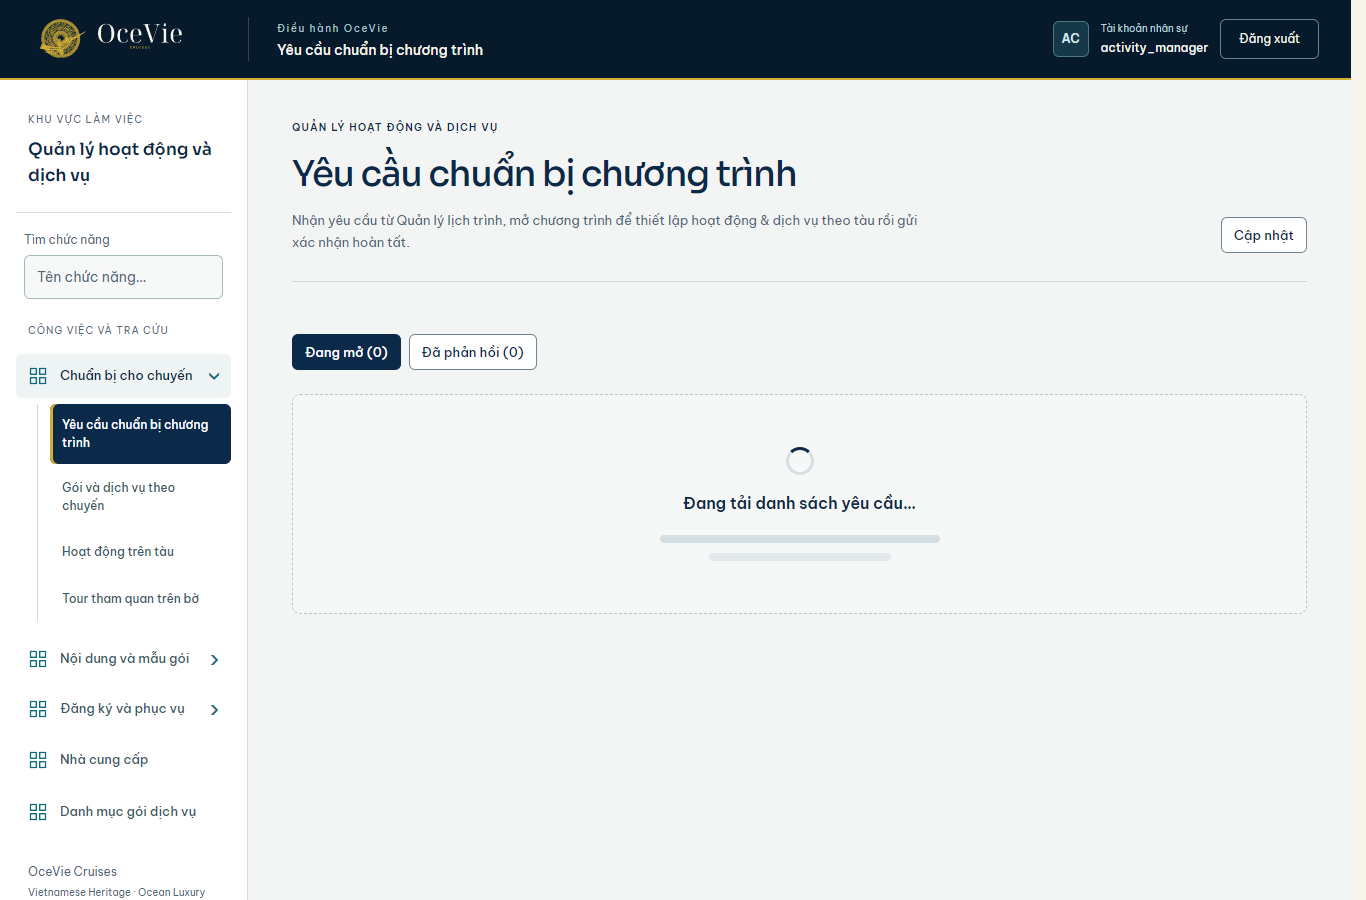 OceVie
CRUISES
Điều hành OceVie
Yêu cầu chuẩn bị chương trình
AC
Tài khoản nhân sự
activity_manager
Đăng xuất
KHU VỰC LÀM VIỆC
Quản lý hoạt động và
dịch vụ
Tìm chức năng
Tên chức năng...
CÔNG VIỆC VÀ TRA CỨU
Chuẩn bị cho chuyến
Yêu cầu chuẩn bị chương
trình
Gói và dịch vụ theo
chuyến
Hoạt động trên tàu
Tour tham quan trên bờ
Nội dung và mẫu gói
Đăng ký và phục vụ
Nhà cung cấp
Danh mục gói dịch vụ
OceVie Cruises
Vietnamese Heritage · Ocean Luxury
QUẢN LÝ HOẠT ĐỘNG VÀ DỊCH VỤ
Yêu cầu chuẩn bị chương trình
Nhận yêu cầu từ Quản lý lịch trình, mở chương trình để thiết lập hoạt động & dịch vụ theo tàu rồi gửi
xác nhận hoàn tất.
Cập nhật
Đang mở (0)
Đã phản hồi (0)
Đang tải danh sách yêu cầu...